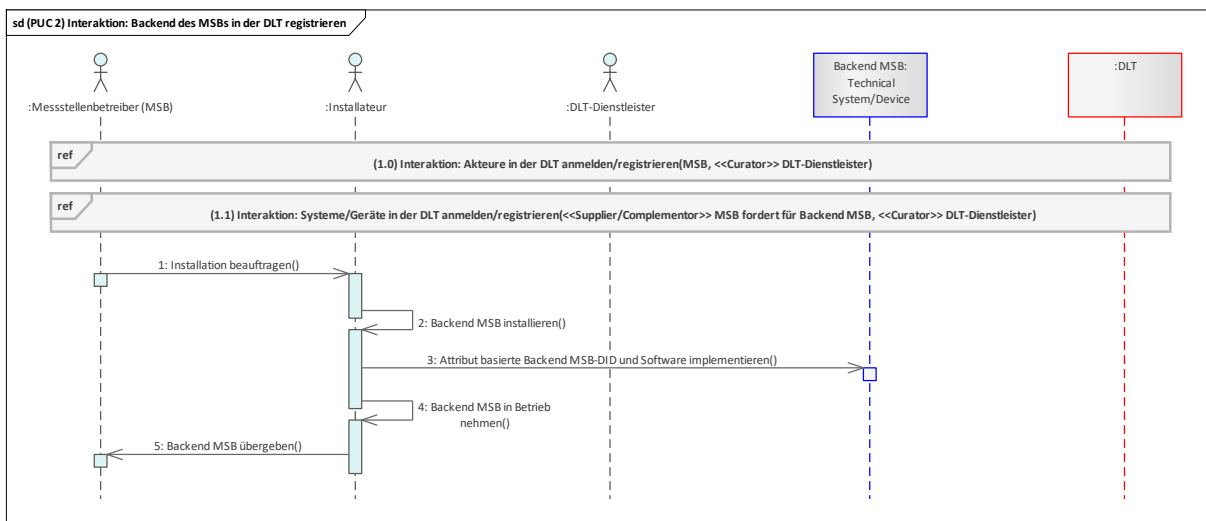 sd (PUC 2) Interaktion: Backend des MSBs in der DLT registrieren
:Messstellenbetreiber (MSB)
:Installateur
:DLT-Dienstleister
Backend MSB:
Technical
System/Device
:DLT
ref
(1.0) Interaktion: Akteure in der DLT anmelden/registrieren(MSB, <<Curator>> DLT-Dienstleister)
ref
(1.1) Interaktion: Systeme/Geräte in der DLT anmelden/registrieren(<<Supplier/Complementor>> MSB fordert für Backend MSB, <<Curator>> DLT-Dienstleister)
1: Installation beauftragen()
2: Backend MSB installieren()
3: Attribut basierte Backend MSB-DID und Software implementieren()
4: Backend MSB in Betrieb
nehmen()
5: Backend MSB übergeben()